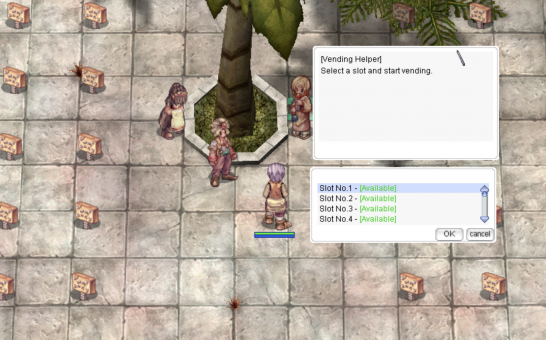 [Vending Helper]
Select a slot and start vending.
Slot No.1 - [Available]
Slot No.2 - [Available]
Slot No.3 - [Available]
Slot No.4 - [Available]
OK
cancel